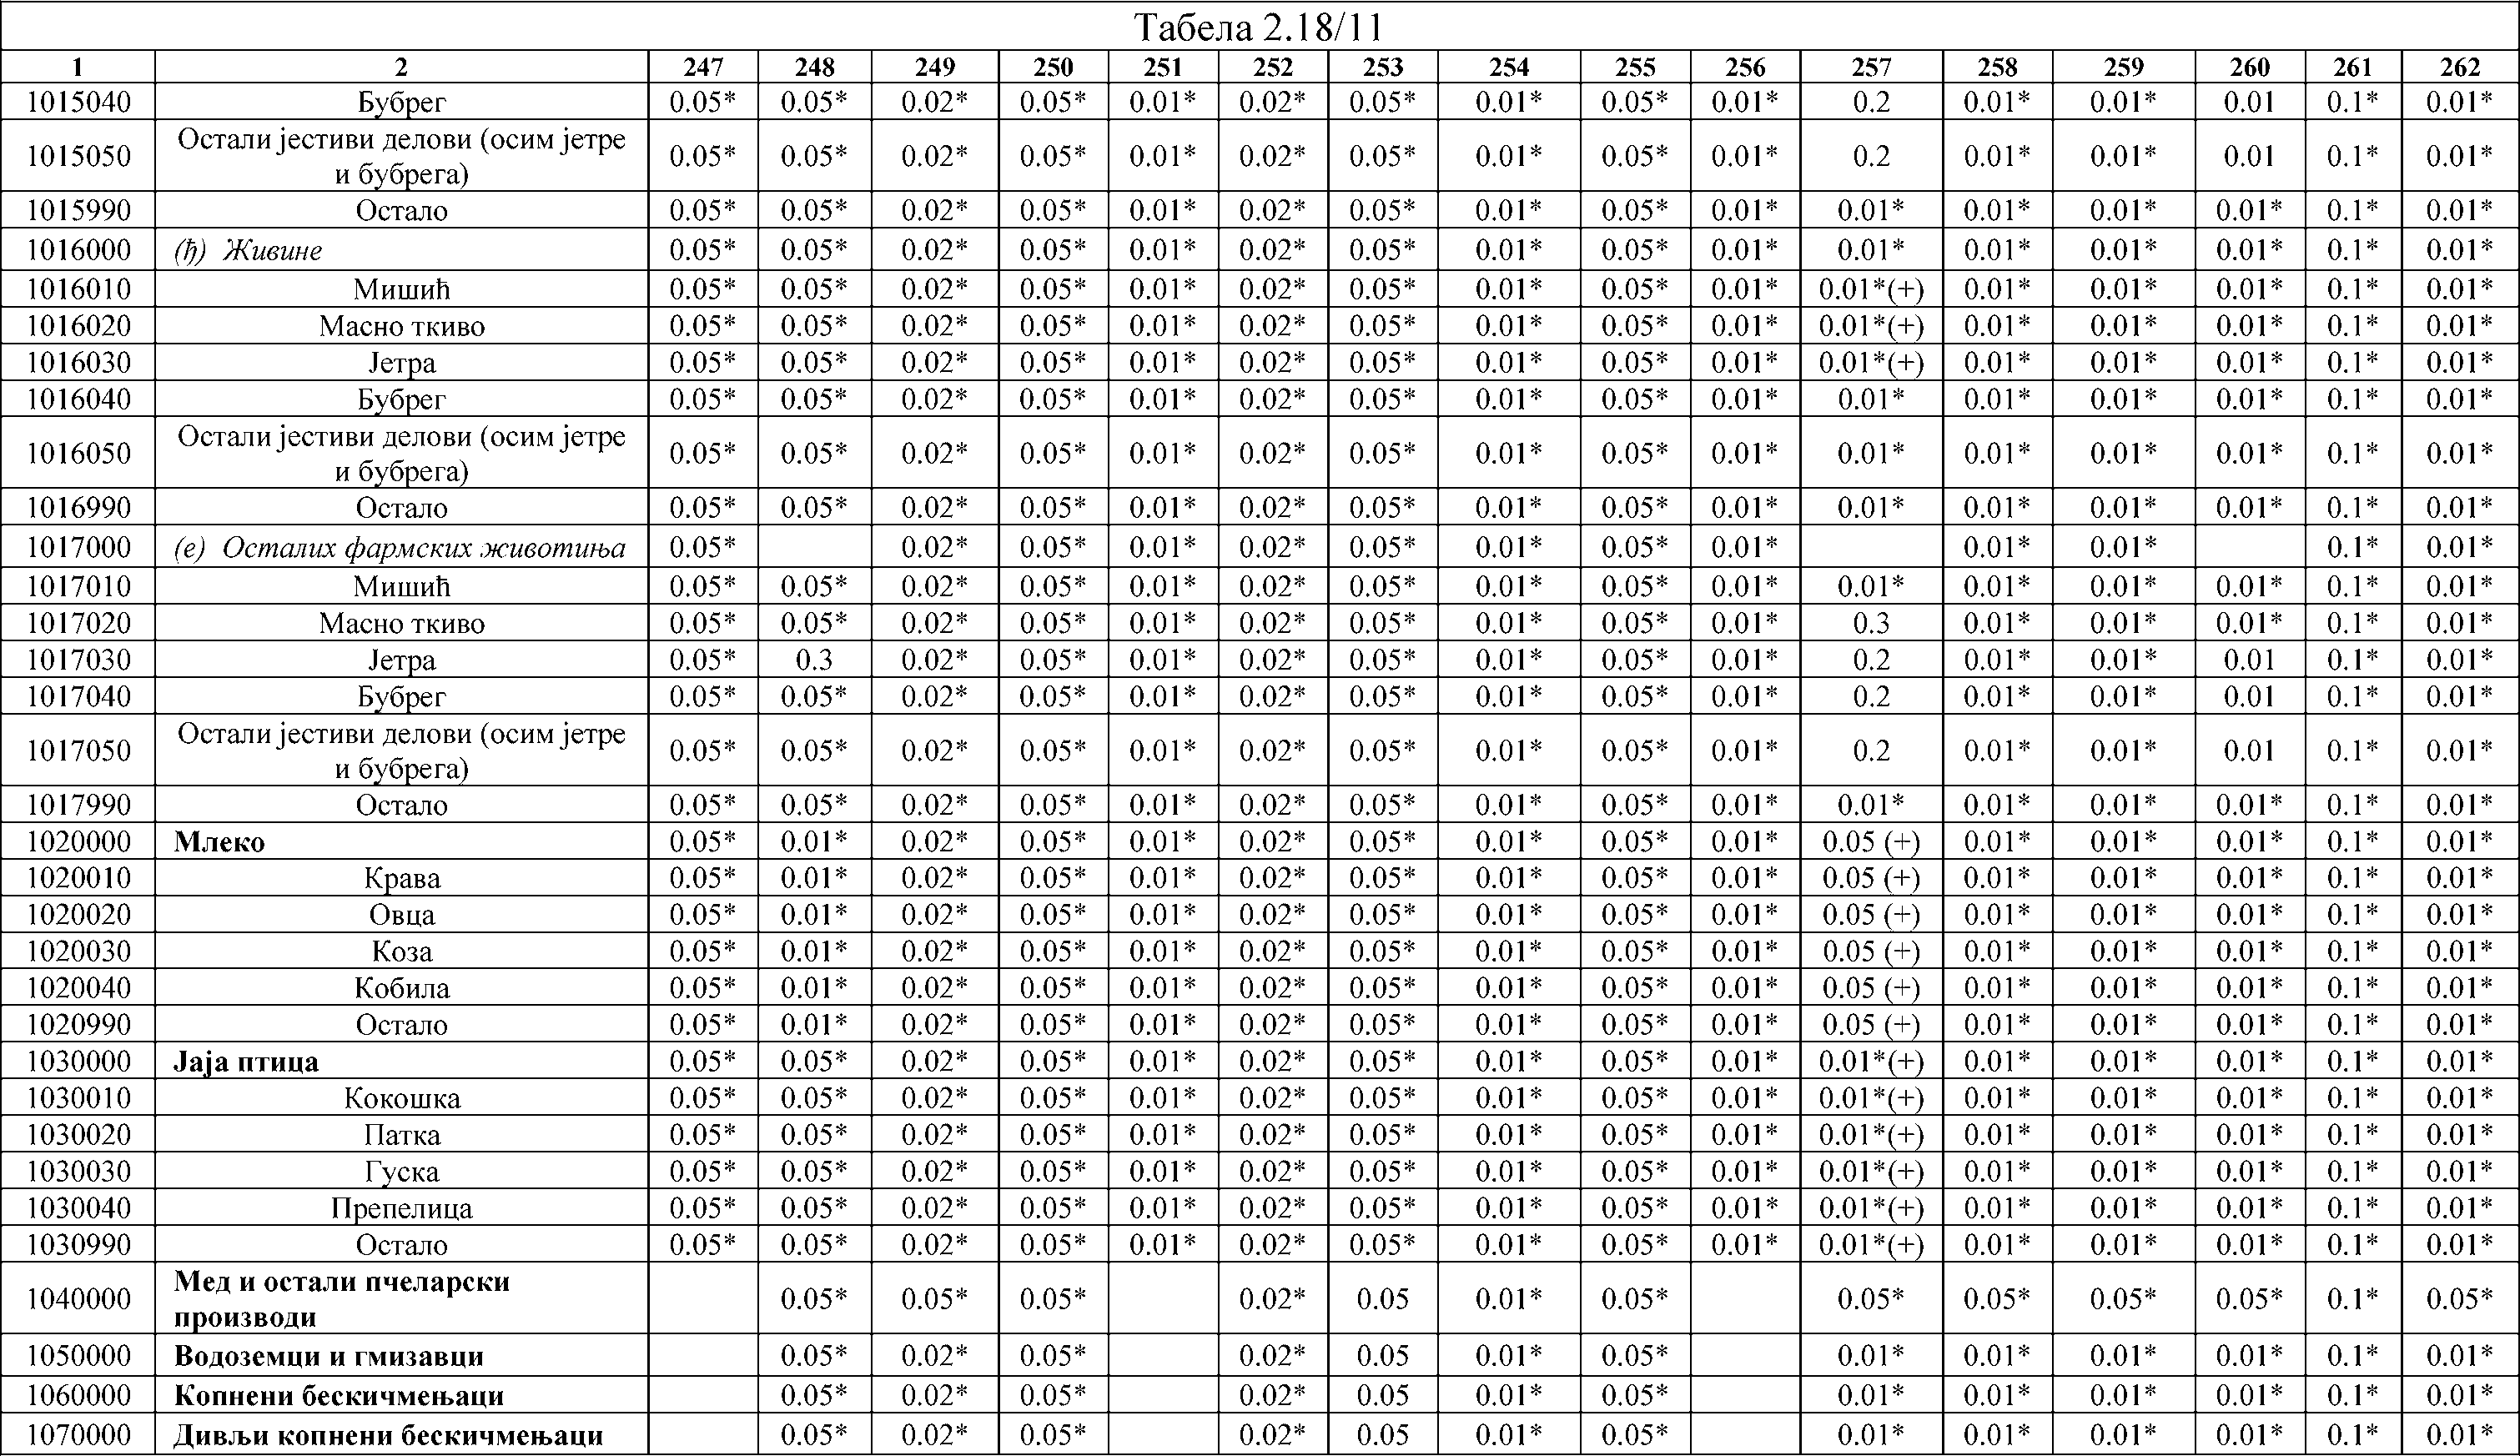 Табела 2.18/11
1 2 247 248 249 250 251 252 253 254 255 256 257 258 259 260 261 262
1015040 Бубрег 0.05* 0.05* 0.02* 0.05* 0.01* 0.02* 0.05* 0.01* 0.05* 0.01* 0.2 0.01* 0.01* 0.01 0.1* 0.01*
1015050 Остали јестиви делови (осим јетре
и бубрега) 0.05* 0.05* 0.02* 0.05* 0.01* 0.02* 0.05* 0.01* 0.05* 0.01* 0.2 0.01* 0.01* 0.01 0.1* 0.01*
1015990 Остало 0.05* 0.05* 0.02* 0.05* 0.01* 0.02* 0.05* 0.01* 0.05* 0.01* 0.01* 0.01* 0.01* 0.01* 0.1* 0.01*
1016000 (ђ) Живине 0.05* 0.05* 0.02* 0.05* 0.01* 0.02* 0.05* 0.01* 0.05* 0.01* 0.01* 0.01* 0.01* 0.01* 0.1* 0.01*
1016010 Мишић 0.05* 0.05* 0.02* 0.05* 0.01* 0.02* 0.05* 0.01* 0.05* 0.01* 0.01*(+) 0.01* 0.01* 0.01* 0.1* 0.01*
1016020 Масно ткиво 0.05* 0.05* 0.02* 0.05* 0.01* 0.02* 0.05* 0.01* 0.05* 0.01* 0.01*(+) 0.01* 0.01* 0.01* 0.1* 0.01*
1016030 Јетра 0.05* 0.05* 0.02* 0.05* 0.01* 0.02* 0.05* 0.01* 0.05* 0.01* 0.01*(+) 0.01* 0.01* 0.01* 0.1* 0.01*
1016040 Бубрег 0.05* 0.05* 0.02* 0.05* 0.01* 0.02* 0.05* 0.01* 0.05* 0.01* 0.01* 0.01* 0.01* 0.01* 0.1* 0.01*
1016050 Остали јестиви делови (осим јетре
и бубрега) 0.05* 0.05* 0.02* 0.05* 0.01* 0.02* 0.05* 0.01* 0.05* 0.01* 0.01* 0.01* 0.01* 0.01* 0.1* 0.01*
1016990 Остало 0.05* 0.05* 0.02* 0.05* 0.01* 0.02* 0.05* 0.01* 0.05* 0.01* 0.01* 0.01* 0.01* 0.01* 0.1* 0.01*
1017000 (е) Осталих фармских животиња 0.05* 0.02* 0.05* 0.01* 0.02* 0.05* 0.01* 0.05* 0.01* 0.01* 0.01* 0.1* 0.01*
1017010 Мишић 0.05* 0.05* 0.02* 0.05* 0.01* 0.02* 0.05* 0.01* 0.05* 0.01* 0.01* 0.01* 0.01* 0.01* 0.1* 0.01*
1017020 Масно ткиво 0.05* 0.05* 0.02* 0.05* 0.01* 0.02* 0.05* 0.01* 0.05* 0.01* 0.3 0.01* 0.01* 0.01* 0.1* 0.01*
1017030 Јетра 0.05* 0.3 0.02* 0.05* 0.01* 0.02* 0.05* 0.01* 0.05* 0.01* 0.2 0.01* 0.01* 0.01 0.1* 0.01*
1017040 Бубрег 0.05* 0.05* 0.02* 0.05* 0.01* 0.02* 0.05* 0.01* 0.05* 0.01* 0.2 0.01* 0.01* 0.01 0.1* 0.01*
1017050 Остали јестиви делови (осим јетре
и бубрега) 0.05* 0.05* 0.02* 0.05* 0.01* 0.02* 0.05* 0.01* 0.05* 0.01* 0.2 0.01* 0.01* 0.01 0.1* 0.01*
1017990 Остало 0.05* 0.05* 0.02* 0.05* 0.01* 0.02* 0.05* 0.01* 0.05* 0.01* 0.01* 0.01* 0.01* 0.01* 0.1* 0.01*
1020000 Млеко 0.05* 0.01* 0.02* 0.05* 0.01* 0.02* 0.05* 0.01* 0.05* 0.01* 0.05 (+) 0.01* 0.01* 0.01* 0.1* 0.01*
1020010 Крава 0.05* 0.01* 0.02* 0.05* 0.01* 0.02* 0.05* 0.01* 0.05* 0.01* 0.05 (+) 0.01* 0.01* 0.01* 0.1* 0.01*
1020020 Овца 0.05* 0.01* 0.02* 0.05* 0.01* 0.02* 0.05* 0.01* 0.05* 0.01* 0.05 (+) 0.01* 0.01* 0.01* 0.1* 0.01*
1020030 Коза 0.05* 0.01* 0.02* 0.05* 0.01* 0.02* 0.05* 0.01* 0.05* 0.01* 0.05 (+) 0.01* 0.01* 0.01* 0.1* 0.01*
1020040 Кобила 0.05* 0.01* 0.02* 0.05* 0.01* 0.02* 0.05* 0.01* 0.05* 0.01* 0.05 (+) 0.01* 0.01* 0.01* 0.1* 0.01*
1020990 Остало 0.05* 0.01* 0.02* 0.05* 0.01* 0.02* 0.05* 0.01* 0.05* 0.01* 0.05 (+) 0.01* 0.01* 0.01* 0.1* 0.01*
1030000 Јаја птица 0.05* 0.05* 0.02* 0.05* 0.01* 0.02* 0.05* 0.01* 0.05* 0.01* 0.01*(+) 0.01* 0.01* 0.01* 0.1* 0.01*
1030010 Кокошка 0.05* 0.05* 0.02* 0.05* 0.01* 0.02* 0.05* 0.01* 0.05* 0.01* 0.01*(+) 0.01* 0.01* 0.01* 0.1* 0.01*
1030020 Патка 0.05* 0.05* 0.02* 0.05* 0.01* 0.02* 0.05* 0.01* 0.05* 0.01* 0.01*(+) 0.01* 0.01* 0.01* 0.1* 0.01*
1030030 Гуска 0.05* 0.05* 0.02* 0.05* 0.01* 0.02* 0.05* 0.01* 0.05* 0.01* 0.01*(+) 0.01* 0.01* 0.01* 0.1* 0.01*
1030040 Препелица 0.05* 0.05* 0.02* 0.05* 0.01* 0.02* 0.05* 0.01* 0.05* 0.01* 0.01*(+) 0.01* 0.01* 0.01* 0.1* 0.01*
1030990 Остало 0.05* 0.05* 0.02* 0.05* 0.01* 0.02* 0.05* 0.01* 0.05* 0.01* 0.01*(+) 0.01* 0.01* 0.01* 0.1* 0.01*
1040000 Мед и остали пчеларски
производи 0.05* 0.05* 0.05* 0.02* 0.05 0.01* 0.05* 0.05* 0.05* 0.05* 0.05* 0.1* 0.05*
1050000 Водоземци и гмизавци 0.05* 0.02* 0.05* 0.02* 0.05 0.01* 0.05* 0.01* 0.01* 0.01* 0.01* 0.1* 0.01*
1060000 Копнени бескичмењаци 0.05* 0.02* 0.05* 0.02* 0.05 0.01* 0.05* 0.01* 0.01* 0.01* 0.01* 0.1* 0.01*
1070000 Дивљи копнени бескичмењаци 0.05* 0.02* 0.05* 0.02* 0.05 0.01* 0.05* 0.01* 0.01* 0.01* 0.01* 0.1* 0.01*